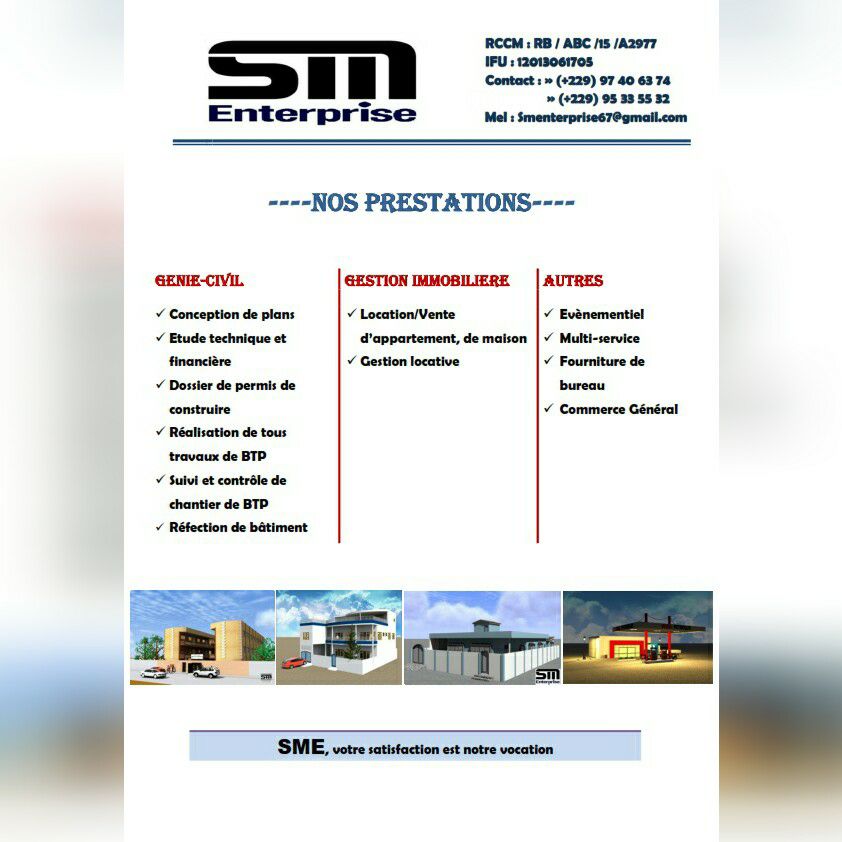 SM
Enterprise
RCCM : RB / ABC /15 /A2977
IFU : 12013061705
Contact : » (+229) 97 40 63 74
» (+229) 95 33 55 32
Mel : Smenterprise67@gmail.com
----NOS PRESTATIONS----
GENIE-CIVIL
✓ Conception de plans
✓ Etude technique et
financière
✓ Dossier de permis de
construire
✓ Réalisation de tous
travaux de BTP
✓ Suivi et contrôle de
chantier de BTP
✓ Réfection de bâtiment
GESTION IMMOBILIERE
✓ Location/Vente
d'appartement, de maison
✓ Gestion locative
AUTRES
✓ Evènementiel
✓ Multi-service
✓ Fourniture de
bureau
✓ Commerce Général
SM
SM
Enterprise
SME, votre satisfaction est notre vocation